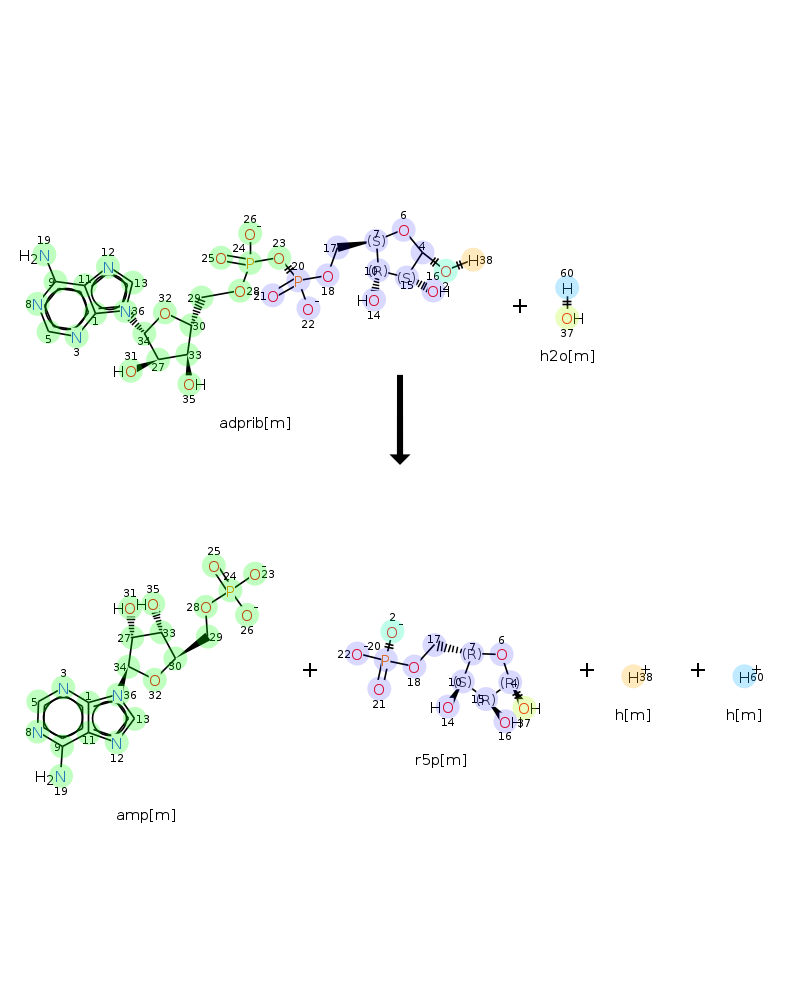 26
-
19
H₂N
12
N
24
25 O P O 23
O
20
O 28
21 O P
O 18
O
-
22
29
17
7
(S)
6
O
4
10
(R)
(S)
15
O
H 38
16
2
OH
HO
14
+
60
H
OH
37
h2o[m]
9
11
13
8 N
N 36
1
5
N
3
32
O
30
34
31
HO
27
33
OH
35
adprib[m]
25
O
24
P
O - 23
O -
26
28 O
29
31 35
HO HO
27
33
34
30
O
32
3
N
5
1
N 36
8 N
13
9
11
N
12
H₂N
19
amp[m]
+
2
O -
22 O - 20
P
O
21
O
18
17
7
(R)
6
O
10
(S)
15
(R)
4
(R)
HO
14
OH
37
OH
16
r5p[m]
+
H + 38
h[m]
+
H + 60
h[m]